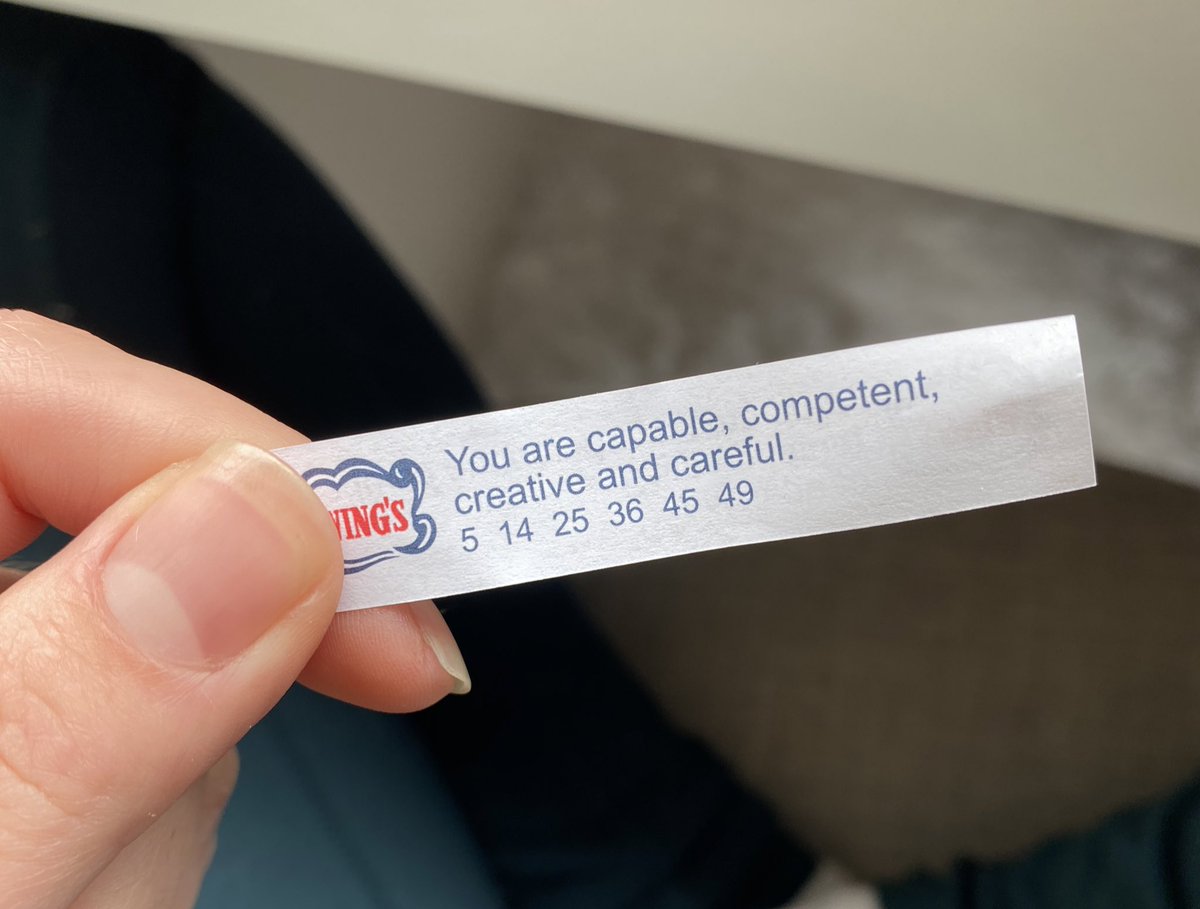 WING'S
You are capable, competent,
creative and careful.
5 14 25 36 45 49